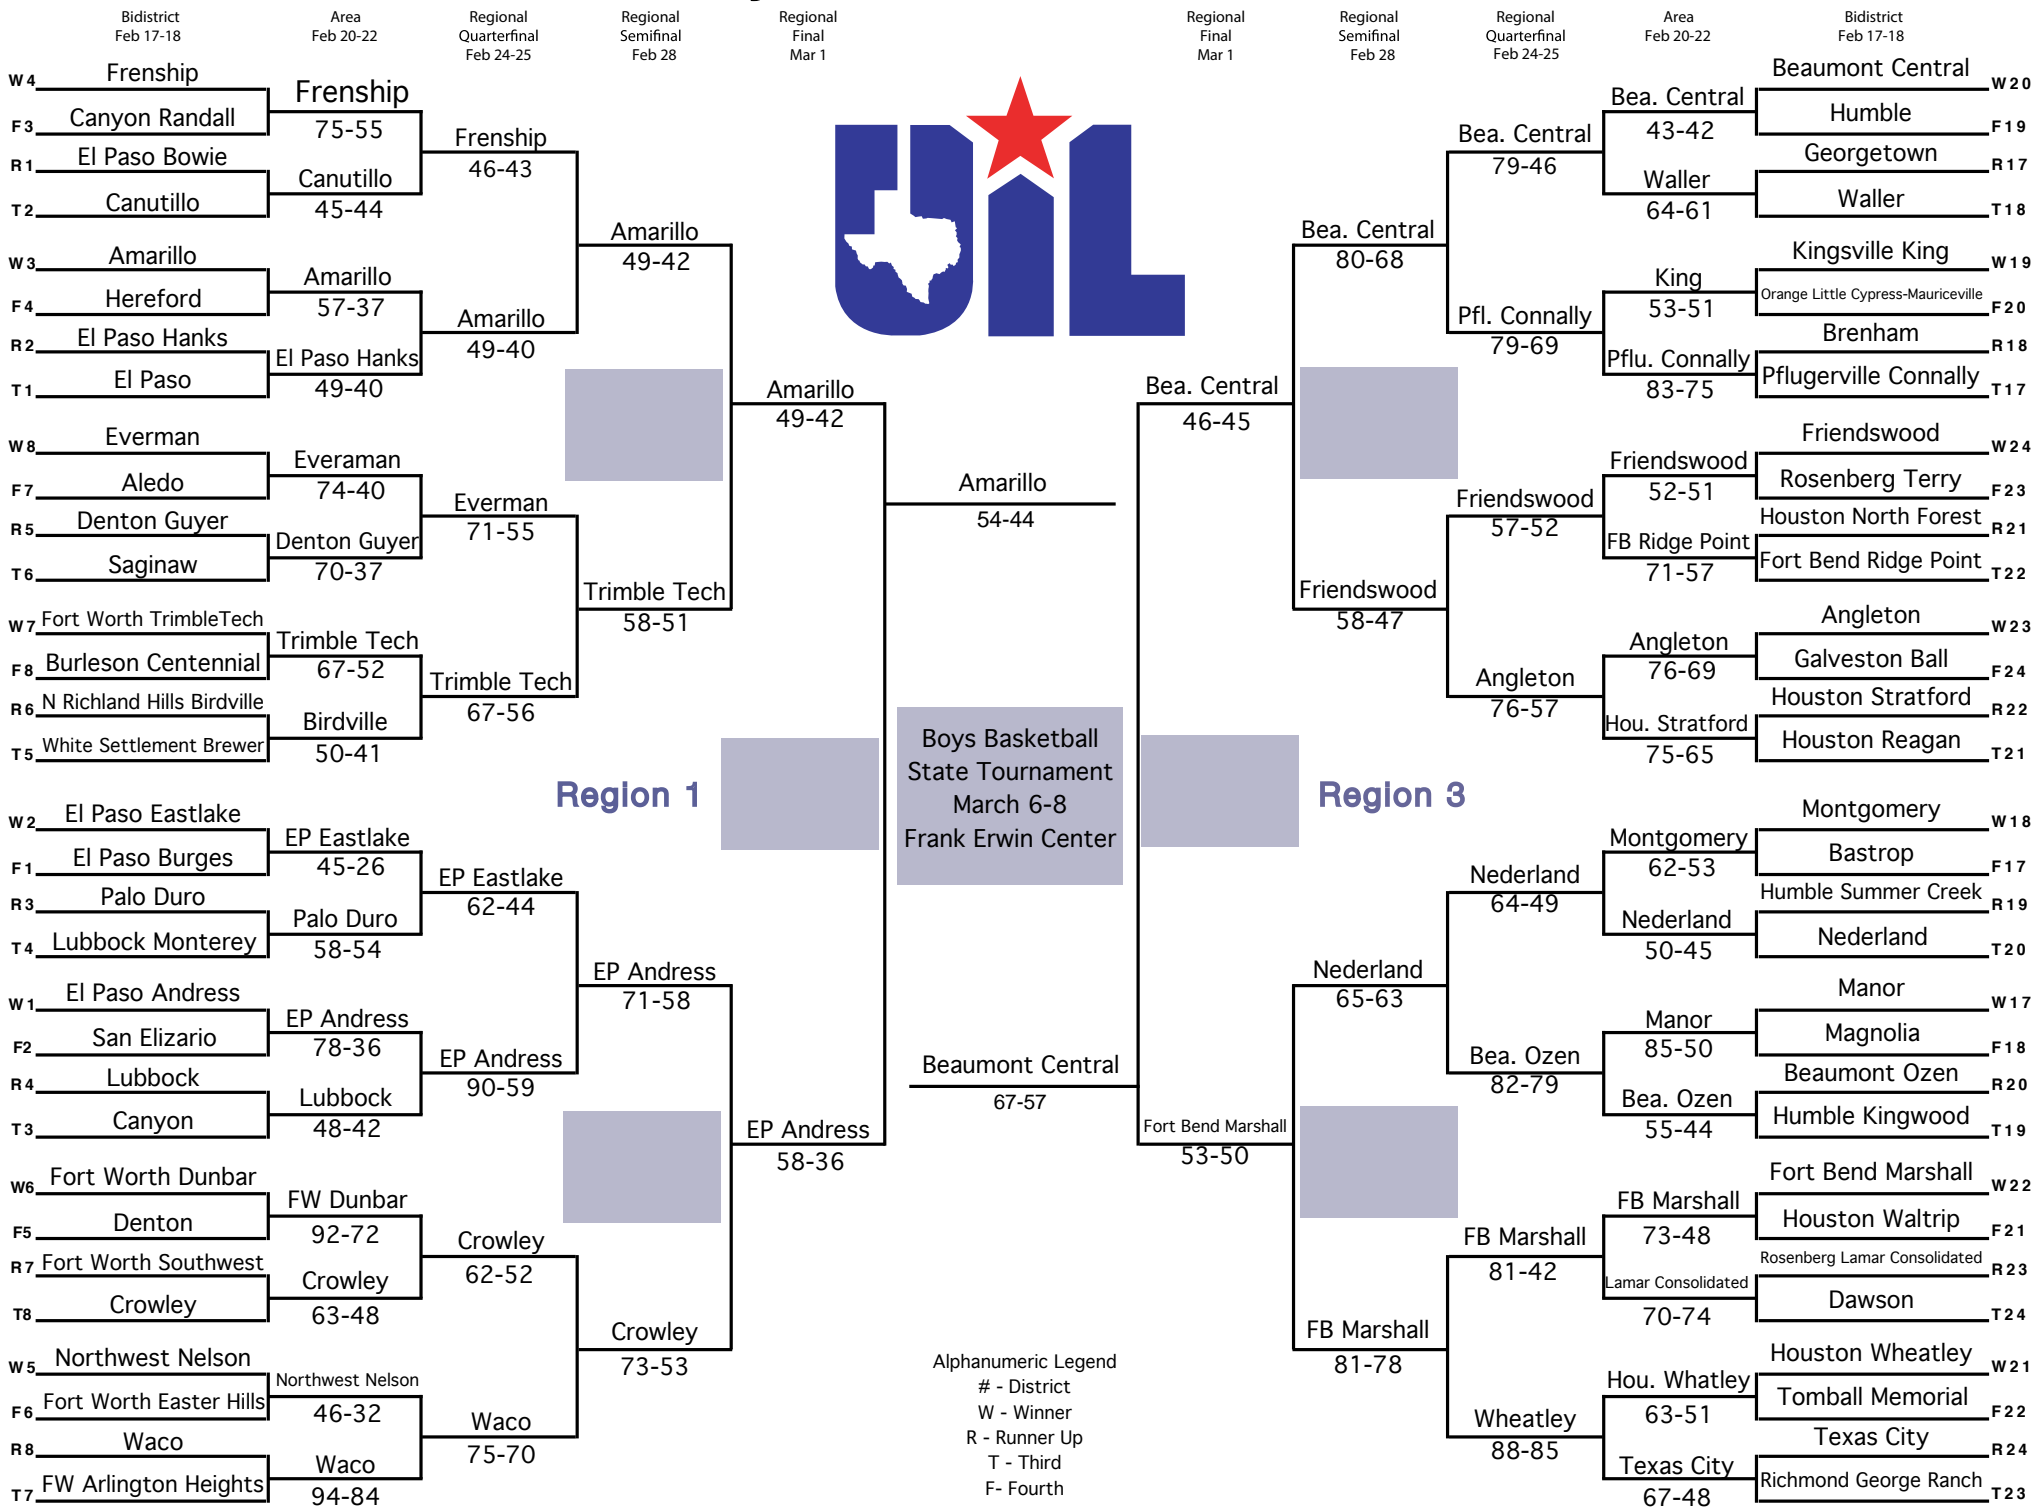 Bidistrict
Feb 17-18
Area
Feb 20-22
Regional
Quarterfinal
Feb 24-25
Regional
Semifinal
Feb 28
Regional
Final
Mar 1
Regional
Final
Mar 1
Regional
Semifinal
Feb 28
Regional
Quarterfinal
Feb 24-25
Area
Feb 20-22
Bidistrict
Feb 17-18
W4 Frenship
F3 Canyon Randall
R1 El Paso Bowie
T2 Canutillo
W3 Amarillo
F4 Hereford
R2 El Paso Hanks
T1 El Paso
W8 Everman
F7 Aledo
R5 Denton Guyer
T6 Saginaw
W7 Fort Worth TrimbleTech
F8 Burleson Centennial
R6 N Richland Hills Birdville
T5 White Settlement Brewer
W2 El Paso Eastlake
F1 El Paso Burges
R3 Palo Duro
T4 Lubbock Monterey
W1 El Paso Andress
F2 San Elizario
R4 Lubbock
T3 Canyon
W6 Fort Worth Dunbar
F5 Denton
R7 Fort Worth Southwest
T8 Crowley
W5 Northwest Nelson
F6 Fort Worth Easter Hills
R8 Waco
T7 FW Arlington Heights
Frenship
75-55
Canutillo
45-44
Amarillo
57-37
El Paso Hanks
49-40
Everaman
74-40
Denton Guyer
70-37
Trimble Tech
67-52
Birdville
50-41
EP Eastlake
45-26
Palo Duro
58-54
EP Andress
78-36
Lubbock
48-42
FW Dunbar
92-72
Crowley
63-48
Northwest Nelson
46-32
Waco
94-84
Frenship
46-43
Amarillo
49-40
Everman
71-55
Trimble Tech
67-56
EP Eastlake
62-44
EP Andress
90-59
Crowley
62-52
Waco
75-70
Amarillo
49-42
Trimble Tech
58-51
Region 1
EP Andress
71-58
Crowley
73-53
Amarillo
49-42
EP Andress
58-36
UIL
Amarillo
54-44
Boys Basketball
State Tournament
March 6-8
Frank Erwin Center
Beaumont Central
67-57
Alphanumeric Legend
# - District
W - Winner
R - Runner Up
T - Third
F- Fourth
Bea. Central
46-45
Fort Bend Marshall
53-50
Bea. Central
80-68
Friendswood
58-47
Region 3
Nederland
65-63
FB Marshall
81-78
Bea. Central
79-46
Pfl. Connally
79-69
Friendswood
57-52
Angleton
76-57
Nederland
64-49
Bea. Ozen
82-79
FB Marshall
81-42
Wheatley
88-85
Bea. Central
43-42
Waller
64-61
King
53-51
Pflu. Connally
83-75
Friendswood
52-51
FB Ridge Point
71-57
Angleton
76-69
Hou. Stratford
75-65
Montgomery
62-53
Nederland
50-45
Manor
85-50
Bea. Ozen
55-44
FB Marshall
73-48
Lamar Consolidated
70-74
Hou. Whatley
63-51
Texas City
67-48
Beaumont Central W20
Humble F19
Georgetown R17
Waller T18
Kingsville King W19
Orange Little Cypress-Mauriceville F20
Brenham R18
Pflugerville Connally T17
Friendswood W24
Rosenberg Terry F23
Houston North Forest R21
Fort Bend Ridge Point T22
Angleton W23
Galveston Ball F24
Houston Stratford R22
Houston Reagan T21
Montgomery W18
Bastrop F17
Humble Summer Creek R19
Nederland T20
Manor W17
Magnolia F18
Beaumont Ozen R20
Humble Kingwood T19
Fort Bend Marshall W22
Houston Waltrip F21
Rosenberg Lamar Consolidated R23
Dawson T24
Houston Wheatley W21
Tomball Memorial F22
Texas City R24
Richmond George Ranch T23